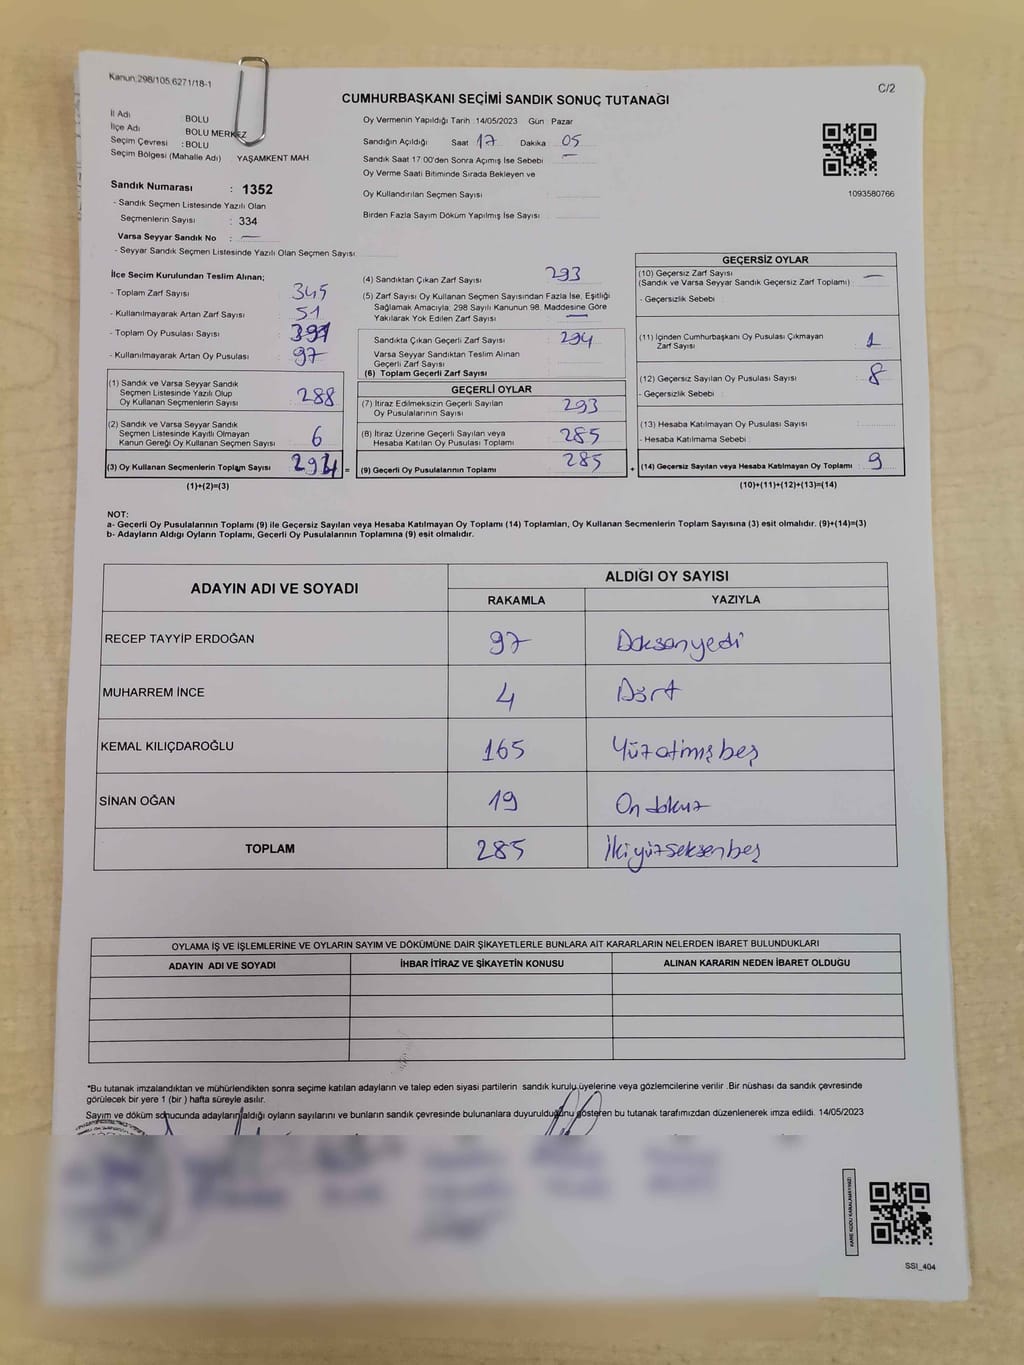 Kanun:298/105:6271/18-1
C/2
CUMHURBAŞKANI SEÇİMİ SANDIK SONUÇ TUTANAĞI
İl Adı BOLU
İlçe Adı BOLU MERKEZ
Seçim Çevresi : BOLU
Seçim Bölgesi (Mahalle Adı) YAŞAMKENT MAH
Sandık Numarası : 1352
- Sandık Seçmen Listesinde Yazılı Olan
Seçmenlerin Sayısı : 334
Varsa Seyyar Sandık No : —
- Seyyar Sandık Seçmen Listesinde Yazılı Olan Seçmen Sayısı:
Oy Vermenin Yapıldığı Tarih : 14/05/2023 Gün : Pazar
Sandığın Açıldığı Saat 17 Dakika 05
Sandık Saat 17.00'den Sonra Açılmış İse Sebebi —
Oy Verme Saati Bitiminde Sırada Bekleyen ve
Oy Kullandırılan Seçmen Sayısı :
Birden Fazla Sayım Döküm Yapılmış İse Sayısı :
1093580766
İlçe Seçim Kurulundan Teslim Alınan;
- Toplam Zarf Sayısı : 345
- Kullanılmayarak Artan Zarf Sayısı : 51
- Toplam Oy Pusulası Sayısı : 391
- Kullanılmayarak Artan Oy Pusulası : 97
(1) Sandık ve Varsa Seyyar Sandık
Seçmen Listesinde Yazılı Olup
Oy Kullanan Seçmenlerin Sayısı : 288
(2) Sandık ve Varsa Seyyar Sandık
Seçmen Listesinde Kayıtlı Olmayan
Kanun Gereği Oy Kullanan Seçmen Sayısı : 6
(3) Oy Kullanan Seçmenlerin Toplam Sayısı : 294 =
(1)+(2)=(3)
(4) Sandıktan Çıkan Zarf Sayısı : 293
(5) Zarf Sayısı Oy Kullanan Seçmen Sayısından Fazla İse, Eşitliği
Sağlamak Amacıyla; 298 Sayılı Kanunun 98. Maddesine Göre
Yakılarak Yok Edilen Zarf Sayısı : —
Sandıkta Çıkan Geçerli Zarf Sayısı : 294
Varsa Seyyar Sandıktan Teslim Alınan
Geçerli Zarf Sayısı :
(6) Toplam Geçerli Zarf Sayısı :
GEÇERLİ OYLAR
(7) İtiraz Edilmeksizin Geçerli Sayılan
Oy Pusulalarının Sayısı : 293
(8) İtiraz Üzerine Geçerli Sayılan veya
Hesaba Katılan Oy Pusulası Toplamı : 285
(9) Geçerli Oy Pusulalarının Toplamı : 285 +
GEÇERSİZ OYLAR
(10) Geçersiz Zarf Sayısı —
(Sandık ve Varsa Seyyar Sandık Geçersiz Zarf Toplamı) :
- Geçersizlik Sebebi :
(11) İçinden Cumhurbaşkanı Oy Pusulası Çıkmayan
Zarf Sayısı : 1
(12) Geçersiz Sayılan Oy Pusulası Sayısı : 8
- Geçersizlik Sebebi :
(13) Hesaba Katılmayan Oy Pusulası Sayısı :
- Hesaba Katılmama Sebebi :
(14) Geçersiz Sayılan veya Hesaba Katılmayan Oy Toplamı : 9
(10)+(11)+(12)+(13)=(14)
NOT:
a- Geçerli Oy Pusulalarının Toplamı (9) ile Geçersiz Sayılan veya Hesaba Katılmayan Oy Toplamı (14) Toplamları, Oy Kullanan Seçmenlerin Toplam Sayısına (3) eşit olmalıdır. (9)+(14)=(3)
b- Adayların Aldığı Oyların Toplamı, Geçerli Oy Pusulalarının Toplamına (9) eşit olmalıdır.
ADAYIN ADI VE SOYADI ALDIĞI OY SAYISI
RAKAMLA YAZIYLA
RECEP TAYYİP ERDOĞAN 97 Doksanyedi
MUHARREM İNCE 4 Dört
KEMAL KILIÇDAROĞLU 165 Yüzatmışbeş
SİNAN OĞAN 19 On dokuz
TOPLAM 285 İkiyüzseksenbeş
OYLAMA İŞ VE İŞLEMLERİNE VE OYLARIN SAYIM VE DÖKÜMÜNE DAİR ŞİKAYETLERLE BUNLARA AİT KARARLARIN NELERDEN İBARET BULUNDUKLARI
ADAYIN ADI VE SOYADI İHBAR İTİRAZ VE ŞİKAYETİN KONUSU ALINAN KARARIN NEDEN İBARET OLDUĞU
*Bu tutanak imzalandıktan ve mühürlendikten sonra seçime katılan adayların ve talep eden siyasi partilerin sandık kurulu üyelerine veya gözlemcilerine verilir. Bir nüshası da sandık çevresinde
görülecek bir yere 1 (bir) hafta süreyle asılır.
Sayım ve döküm sonucunda adayların aldığı oyların sayılarını ve bunların sandık çevresinde bulunanlara duyurulduğunu gösteren bu tutanak tarafımızdan düzenlenerek imza edildi. 14/05/2023
KARE KODU KARALAMAYINIZ!
SSI_404